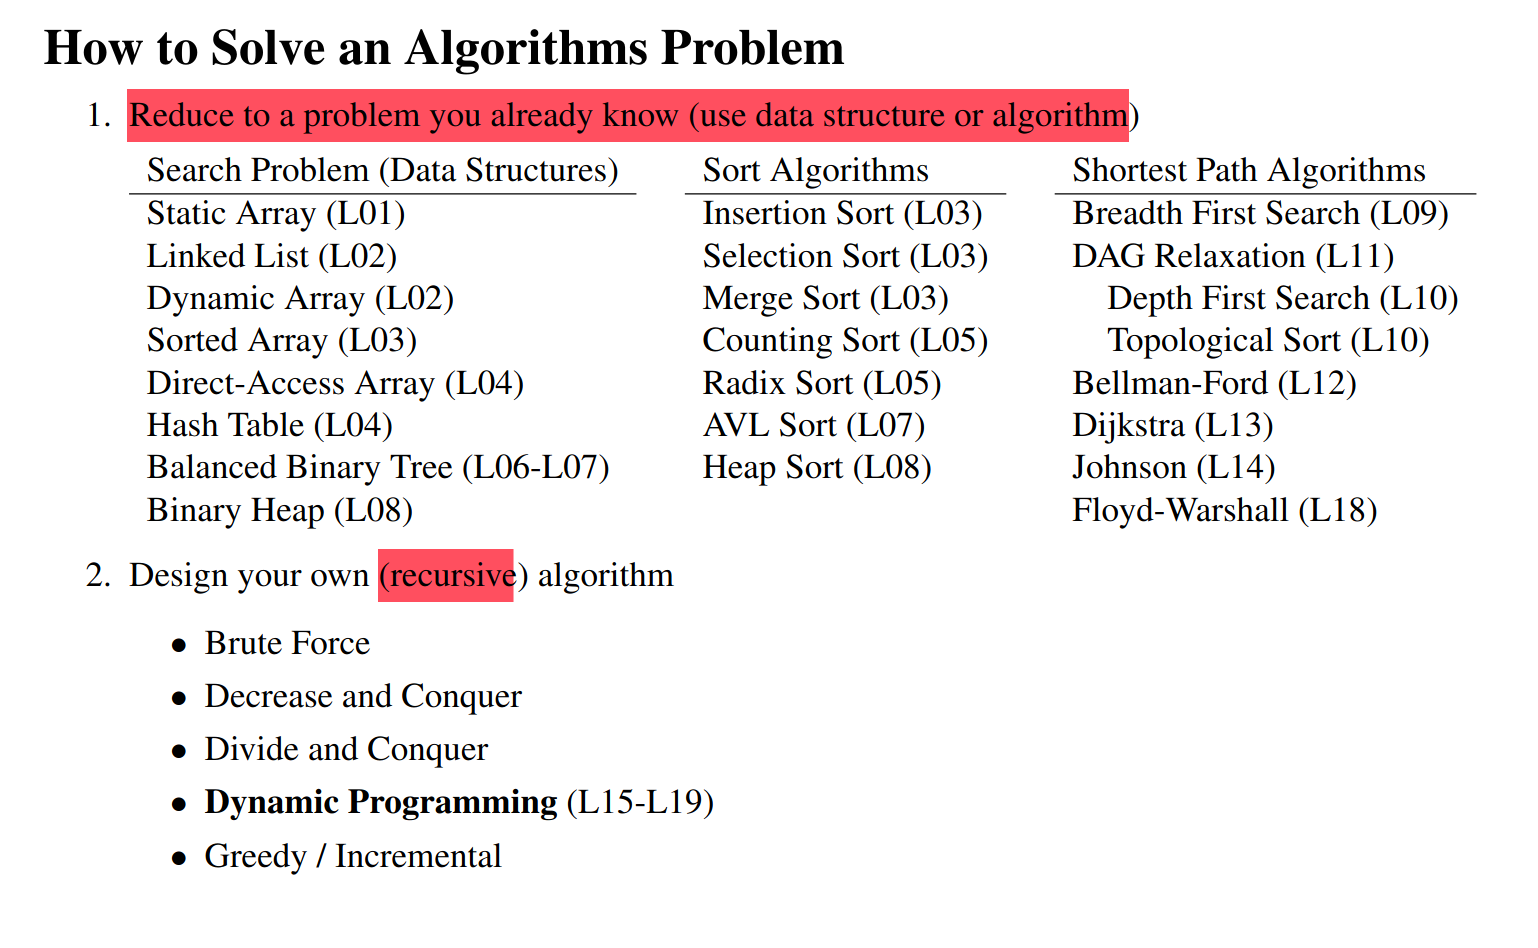 How to Solve an Algorithms Problem
1. Reduce to a problem you already know (use data structure or algorithm)
Search Problem (Data Structures) Sort Algorithms Shortest Path Algorithms
Static Array (L01) Insertion Sort (L03) Breadth First Search (L09)
Linked List (L02) Selection Sort (L03) DAG Relaxation (L11)
Dynamic Array (L02) Merge Sort (L03) Depth First Search (L10)
Sorted Array (L03) Counting Sort (L05) Topological Sort (L10)
Direct-Access Array (L04) Radix Sort (L05) Bellman-Ford (L12)
Hash Table (L04) AVL Sort (L07) Dijkstra (L13)
Balanced Binary Tree (L06-L07) Heap Sort (L08) Johnson (L14)
Binary Heap (L08) Floyd-Warshall (L18)
2. Design your own (recursive) algorithm
• Brute Force
• Decrease and Conquer
• Divide and Conquer
• Dynamic Programming (L15-L19)
• Greedy / Incremental